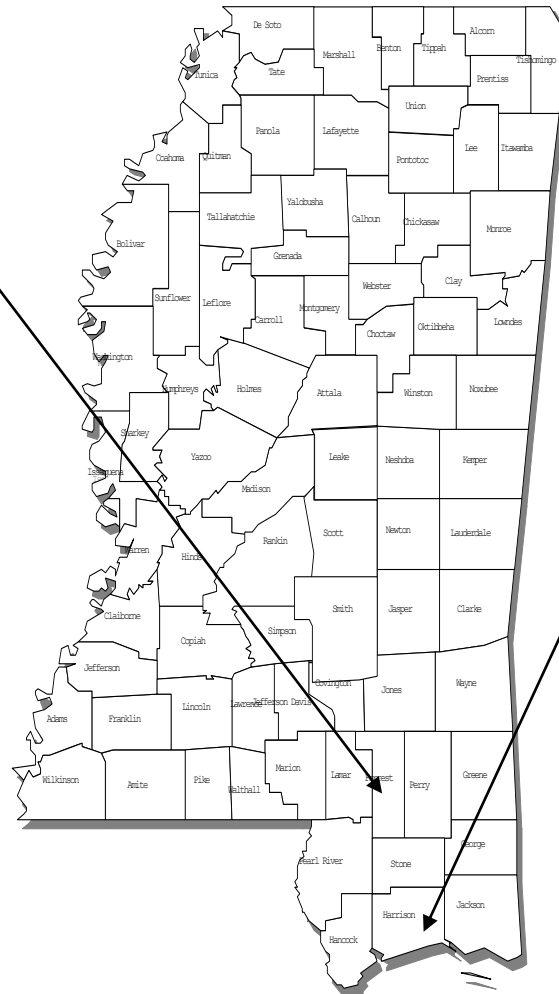 De Soto
Marshall
Benton
Tippah
Alcorn
Tishomingo
Tunica
Tate
Prentiss
Union
Panola
Lafayette
Lee
Itawamba
Coahoma
Quitman
Pontotoc
Yalobusha
Tallahatchie
Calhoun
Chickasaw
Monroe
Bolivar
Grenada
Webster
Clay
Sunflower
Leflore
Montgomery
Carroll
Choctaw
Oktibbeha
Lowndes
Washington
Humphreys
Holmes
Attala
Winston
Noxubee
Sharkey
Yazoo
Leake
Neshoba
Kemper
Issaquena
Madison
Rankin
Scott
Newton
Lauderdale
Warren
Hinds
Claiborne
Smith
Jasper
Clarke
Simpson
Copiah
Jefferson
Covington
Jones
Wayne
Lawrence
Jefferson Davis
Lincoln
Adams
Franklin
Wilkinson
Amite
Pike
Walthall
Marion
Lamar
Forrest
Perry
Greene
George
Pearl River
Stone
Harrison
Jackson
Hancock